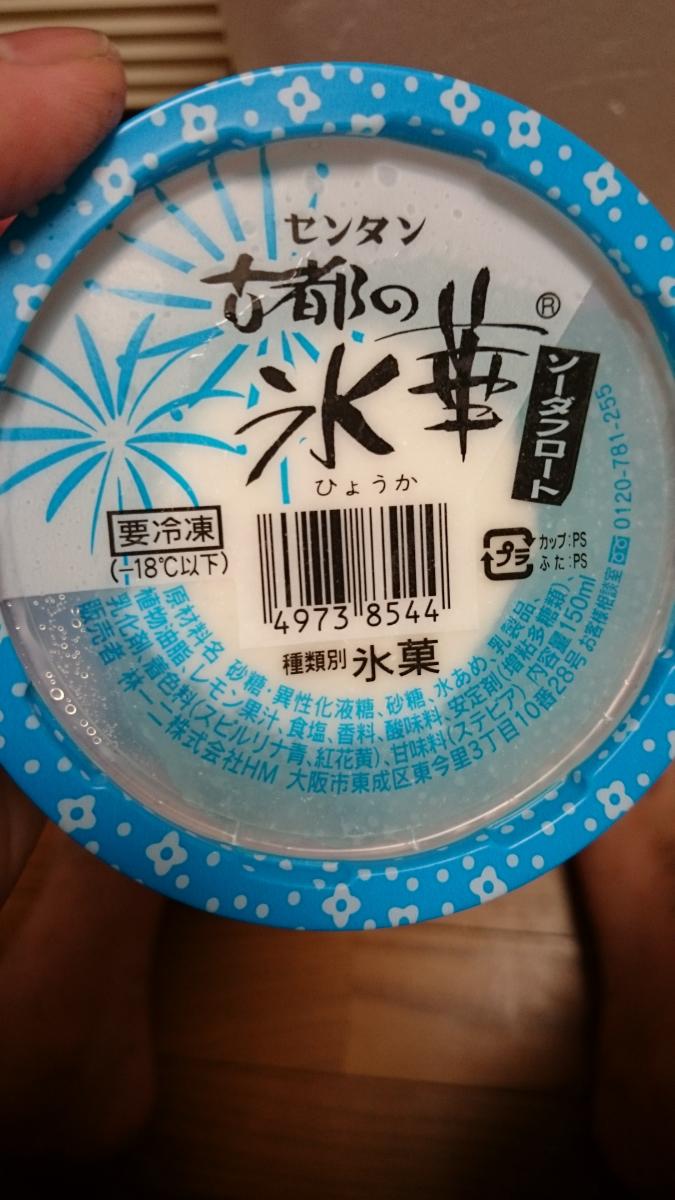 センタン
古都の
氷華
®
ソーダフロート
ひょうか
要冷凍
(-18℃以下)
4973 8544
プラ
カップ:PS
ふた:PS
種類別 氷菓
原材料名 砂糖・異性化液糖、砂糖、水あめ、乳製品、
植物油脂、レモン果汁、食塩、香料、酸味料、安定剤(増粘多糖類)、
乳化剤、着色料(スピルリナ青、紅花黄)、甘味料(ステビア) 内容量 150ml
販売者 林一二株式会社HM 大阪市東成区東今里3丁目10番28号 お客様相談室 0120-781-255